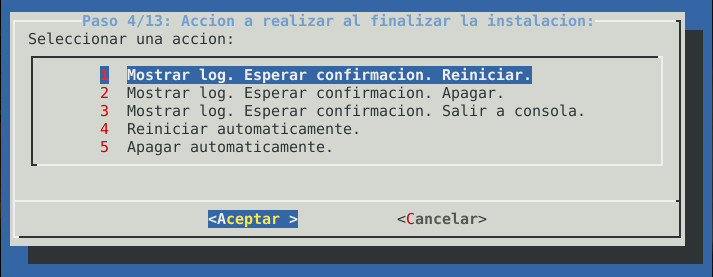 Paso 4/13: Accion a realizar al finalizar la instalacion:
Seleccionar una accion:
1 Mostrar log. Esperar confirmacion. Reiniciar.
2 Mostrar log. Esperar confirmacion. Apagar.
3 Mostrar log. Esperar confirmacion. Salir a consola.
4 Reiniciar automaticamente.
5 Apagar automaticamente.
<Aceptar > <Cancelar>